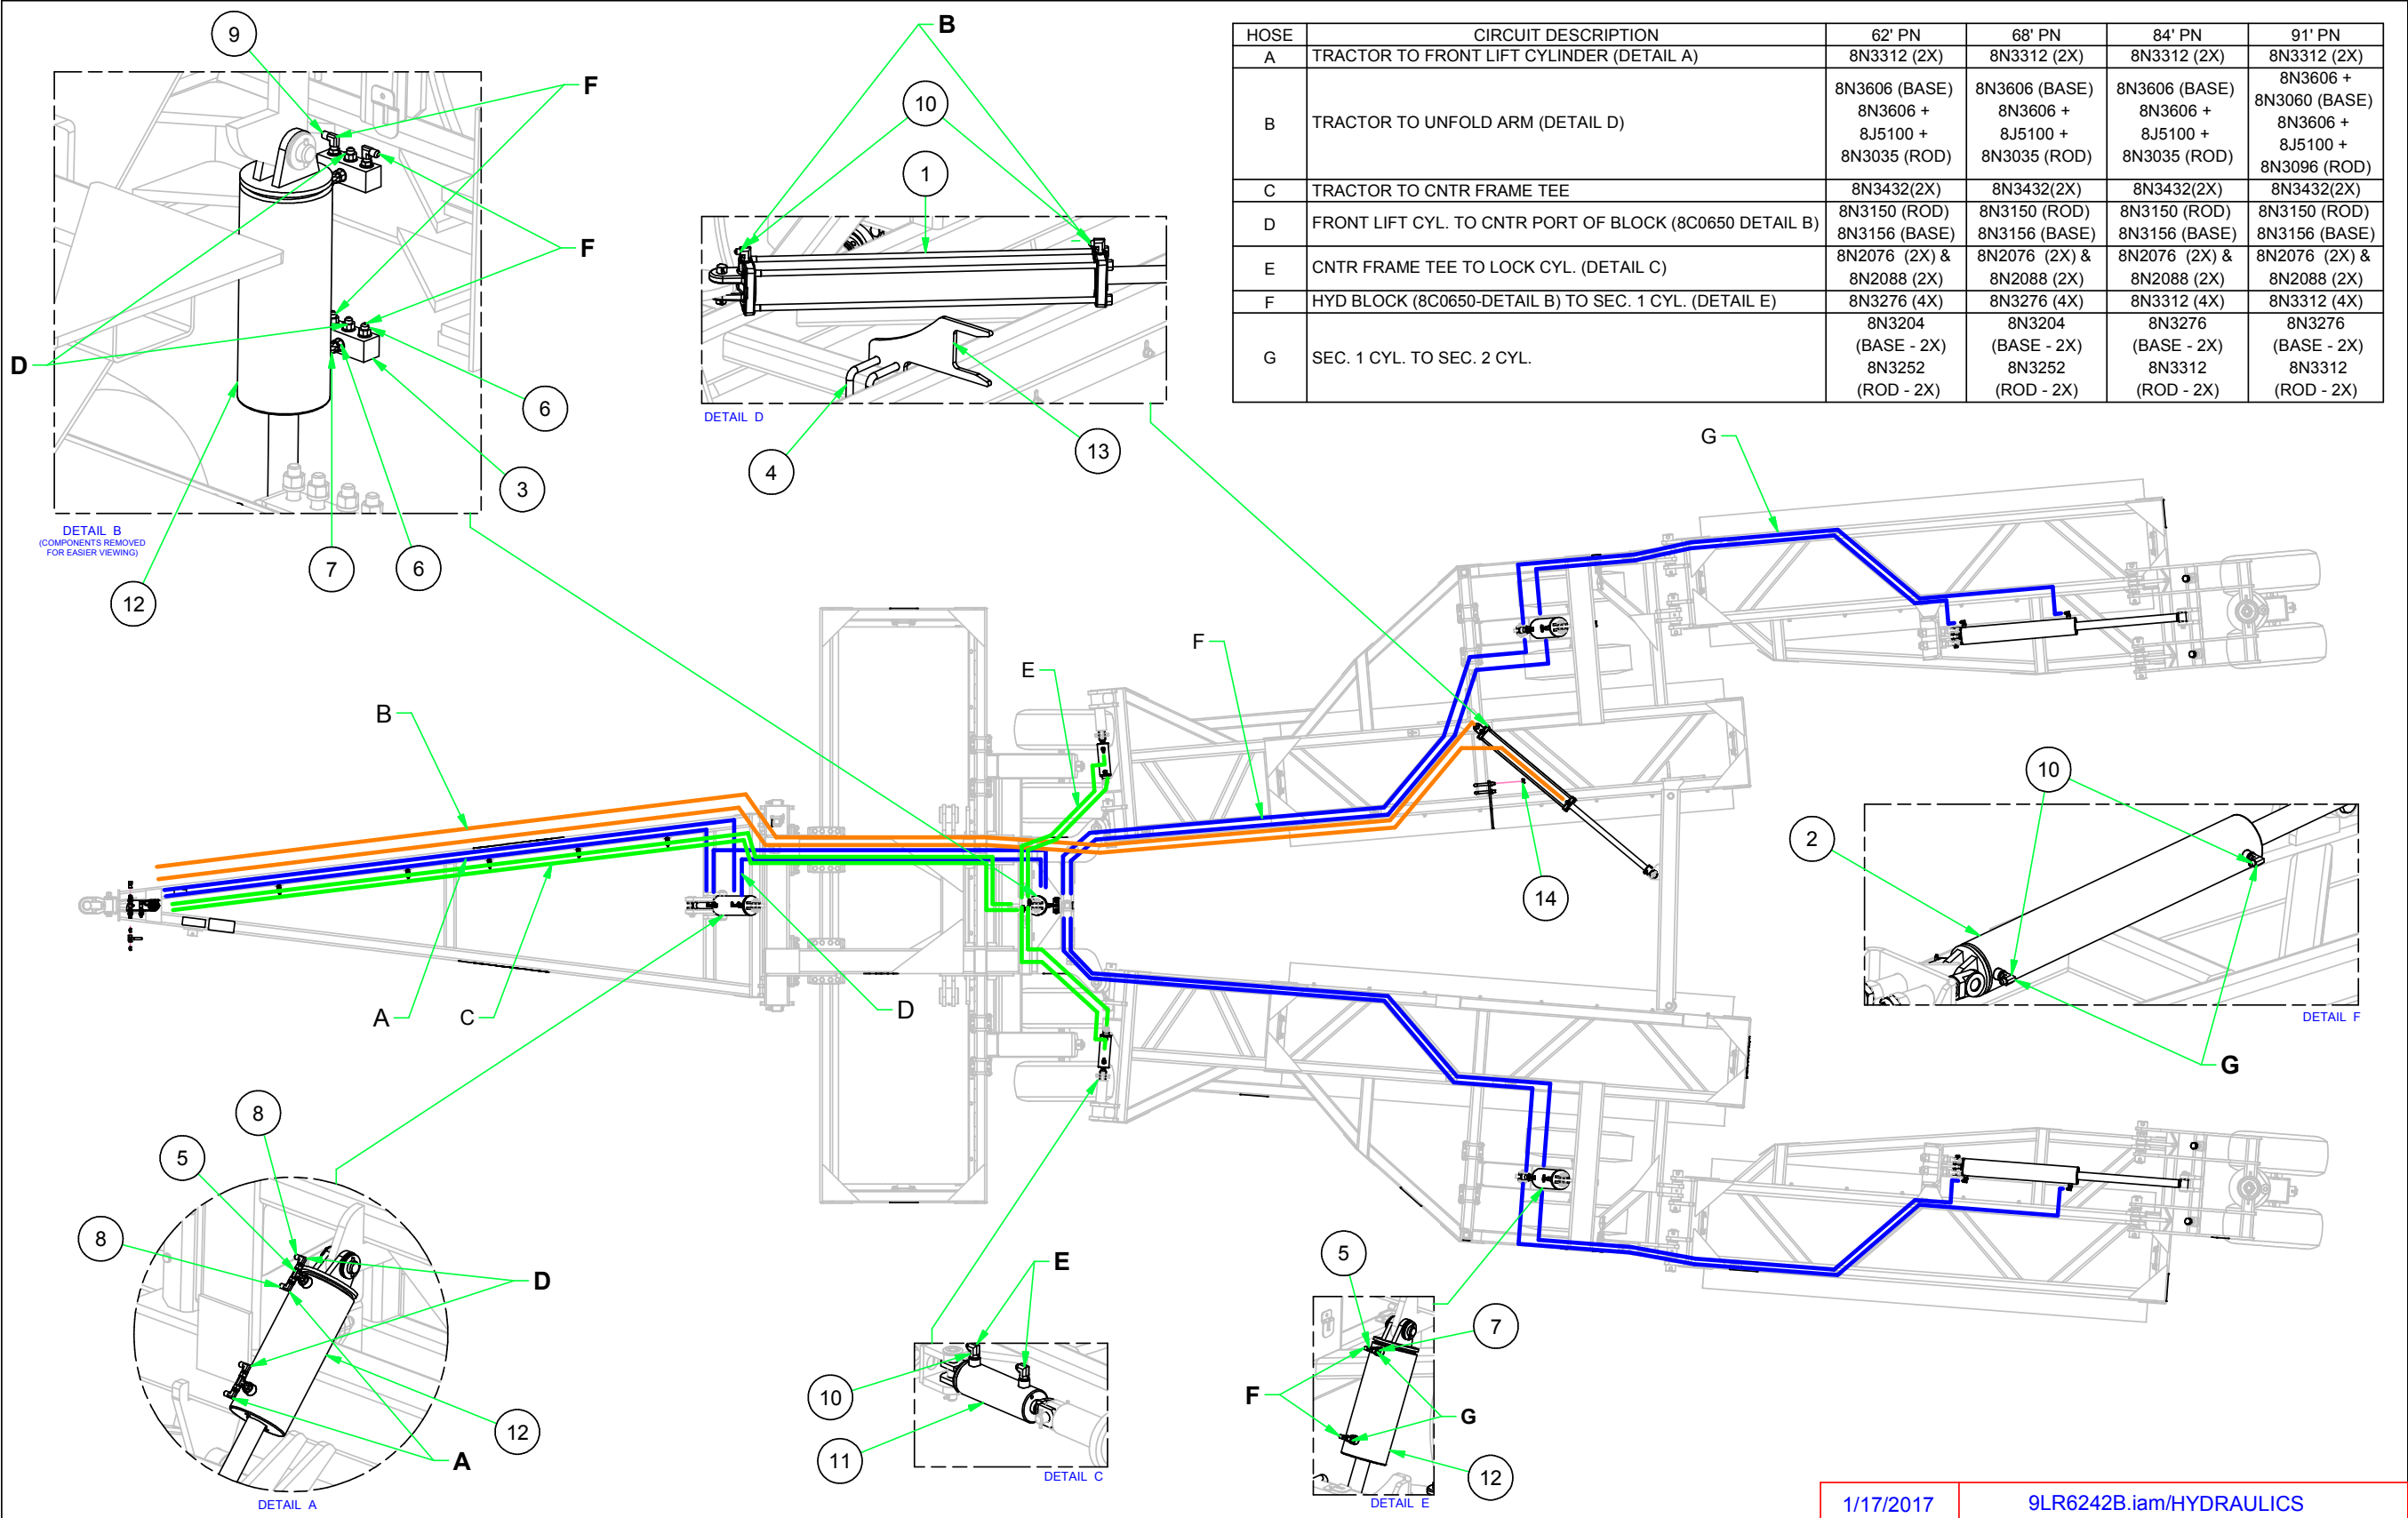 HOSE CIRCUIT DESCRIPTION 62' PN 68' PN 84' PN 91' PN
A TRACTOR TO FRONT LIFT CYLINDER (DETAIL A) 8N3312 (2X) 8N3312 (2X) 8N3312 (2X) 8N3312 (2X)
B TRACTOR TO UNFOLD ARM (DETAIL D)
8N3606 (BASE)
8N3606 +
8J5100 +
8N3035 (ROD)
8N3606 (BASE)
8N3606 +
8J5100 +
8N3035 (ROD)
8N3606 (BASE)
8N3606 +
8J5100 +
8N3035 (ROD)
8N3606 +
8N3060 (BASE)
8N3606 +
8J5100 +
8N3096 (ROD)
C TRACTOR TO CNTR FRAME TEE 8N3432(2X) 8N3432(2X) 8N3432(2X) 8N3432(2X)
D FRONT LIFT CYL. TO CNTR PORT OF BLOCK (8C0650 DETAIL B)
8N3150 (ROD) 8N3150 (ROD) 8N3150 (ROD) 8N3150 (ROD)
8N3156 (BASE) 8N3156 (BASE) 8N3156 (BASE) 8N3156 (BASE)
E CNTR FRAME TEE TO LOCK CYL. (DETAIL C)
8N2076 (2X) & 8N2076 (2X) & 8N2076 (2X) & 8N2076 (2X) &
8N2088 (2X) 8N2088 (2X) 8N2088 (2X) 8N2088 (2X)
F HYD BLOCK (8C0650-DETAIL B) TO SEC. 1 CYL. (DETAIL E) 8N3276 (4X) 8N3276 (4X) 8N3312 (4X) 8N3312 (4X)
G SEC. 1 CYL. TO SEC. 2 CYL.
8N3204 8N3204 8N3276 8N3276
(BASE - 2X) (BASE - 2X) (BASE - 2X) (BASE - 2X)
8N3252 8N3252 8N3312 8N3312
(ROD - 2X) (ROD - 2X) (ROD - 2X) (ROD - 2X)
9
F
F
D
6
3
6
7
12
DETAIL B
(COMPONENTS REMOVED
FOR EASIER VIEWING)
B
10
1
4
13
DETAIL D
G
F
E
B
A
C
D
14
10
2
G
DETAIL F
8
5
8
D
12
A
DETAIL A
E
10
11
DETAIL C
5
7
F
G
12
DETAIL E
1/17/2017 9LR6242B.iam/HYDRAULICS